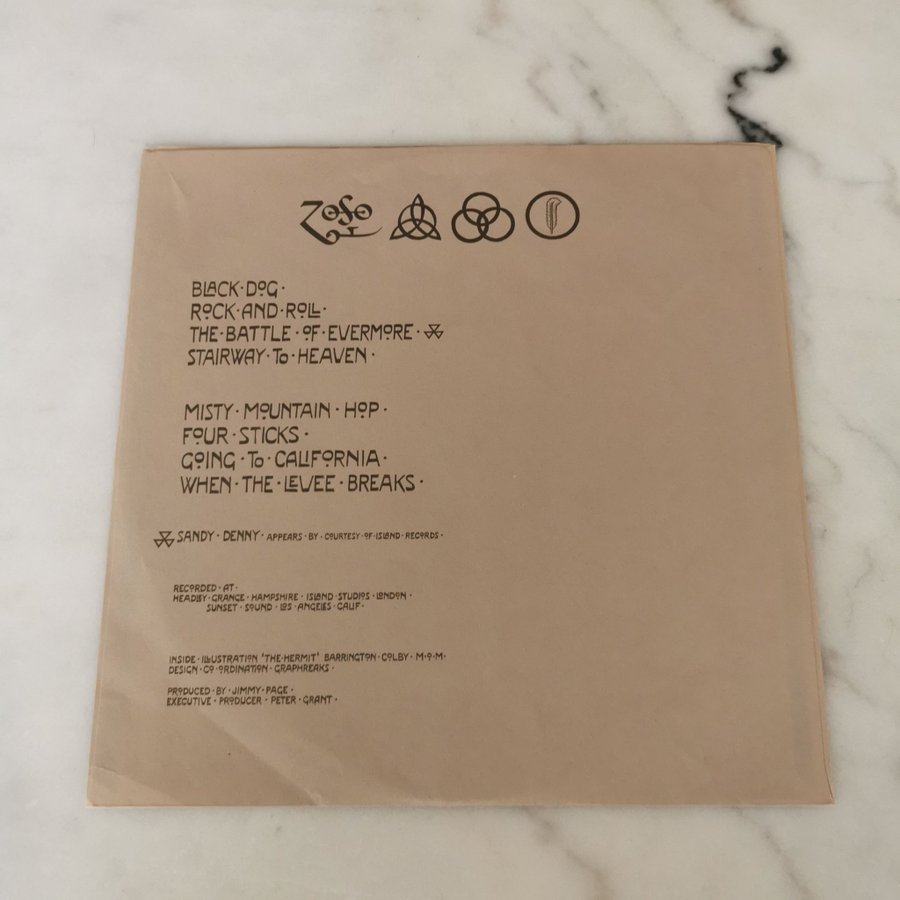 ZOSO
BLACK·DOG·
ROCK·AND·ROLL·
THE·BATTLE·OF·EVERMORE·
STAIRWAY·TO·HEAVEN·
MISTY·MOUNTAIN·HOP·
FOUR·STICKS·
GOING·TO·CALIFORNIA·
WHEN·THE·LEVEE·BREAKS·
SANDY·DENNY·APPEARS·BY·COURTESY·OF·ISLAND·RECORDS·
RECORDED·AT·
HEADLEY·GRANGE·HAMPSHIRE·ISLAND·STUDIOS·LONDON·
SUNSET·SOUND·LOS·ANGELES·CALIF·
INSIDE·ILLUSTRATION 'THE·HERMIT' BARRINGTON·COLBY·M·O·M·
DESIGN·CO·ORDINATION·GRAPHREAKS·
PRODUCED·BY·JIMMY·PAGE·
EXECUTIVE·PRODUCER·PETER·GRANT·